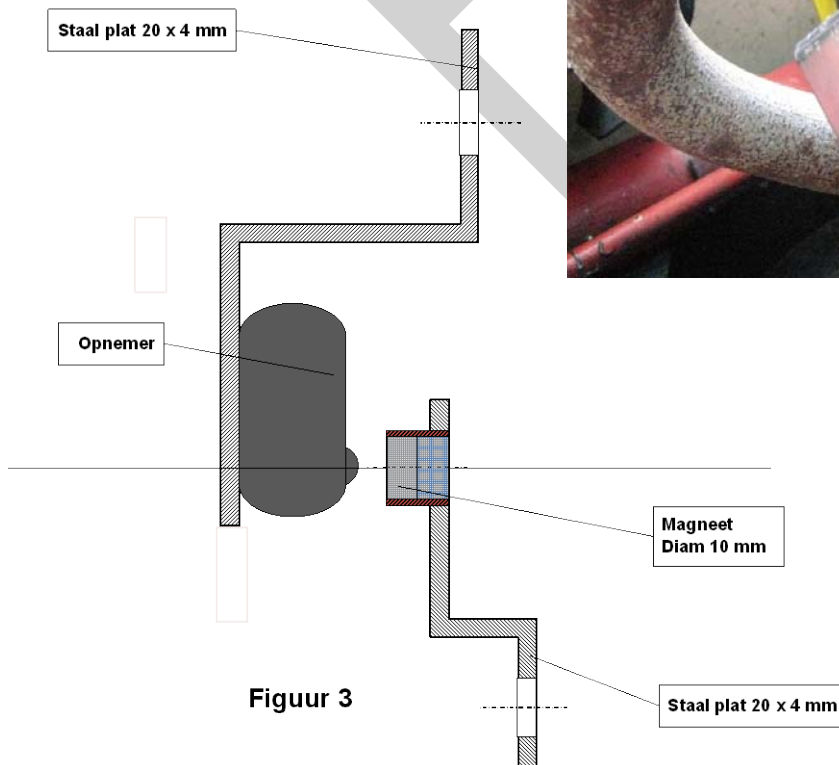 Staal plat 20 x 4 mm
Opnemer
Magneet
Diam 10 mm
Figuur 3
Staal plat 20 x 4 mm